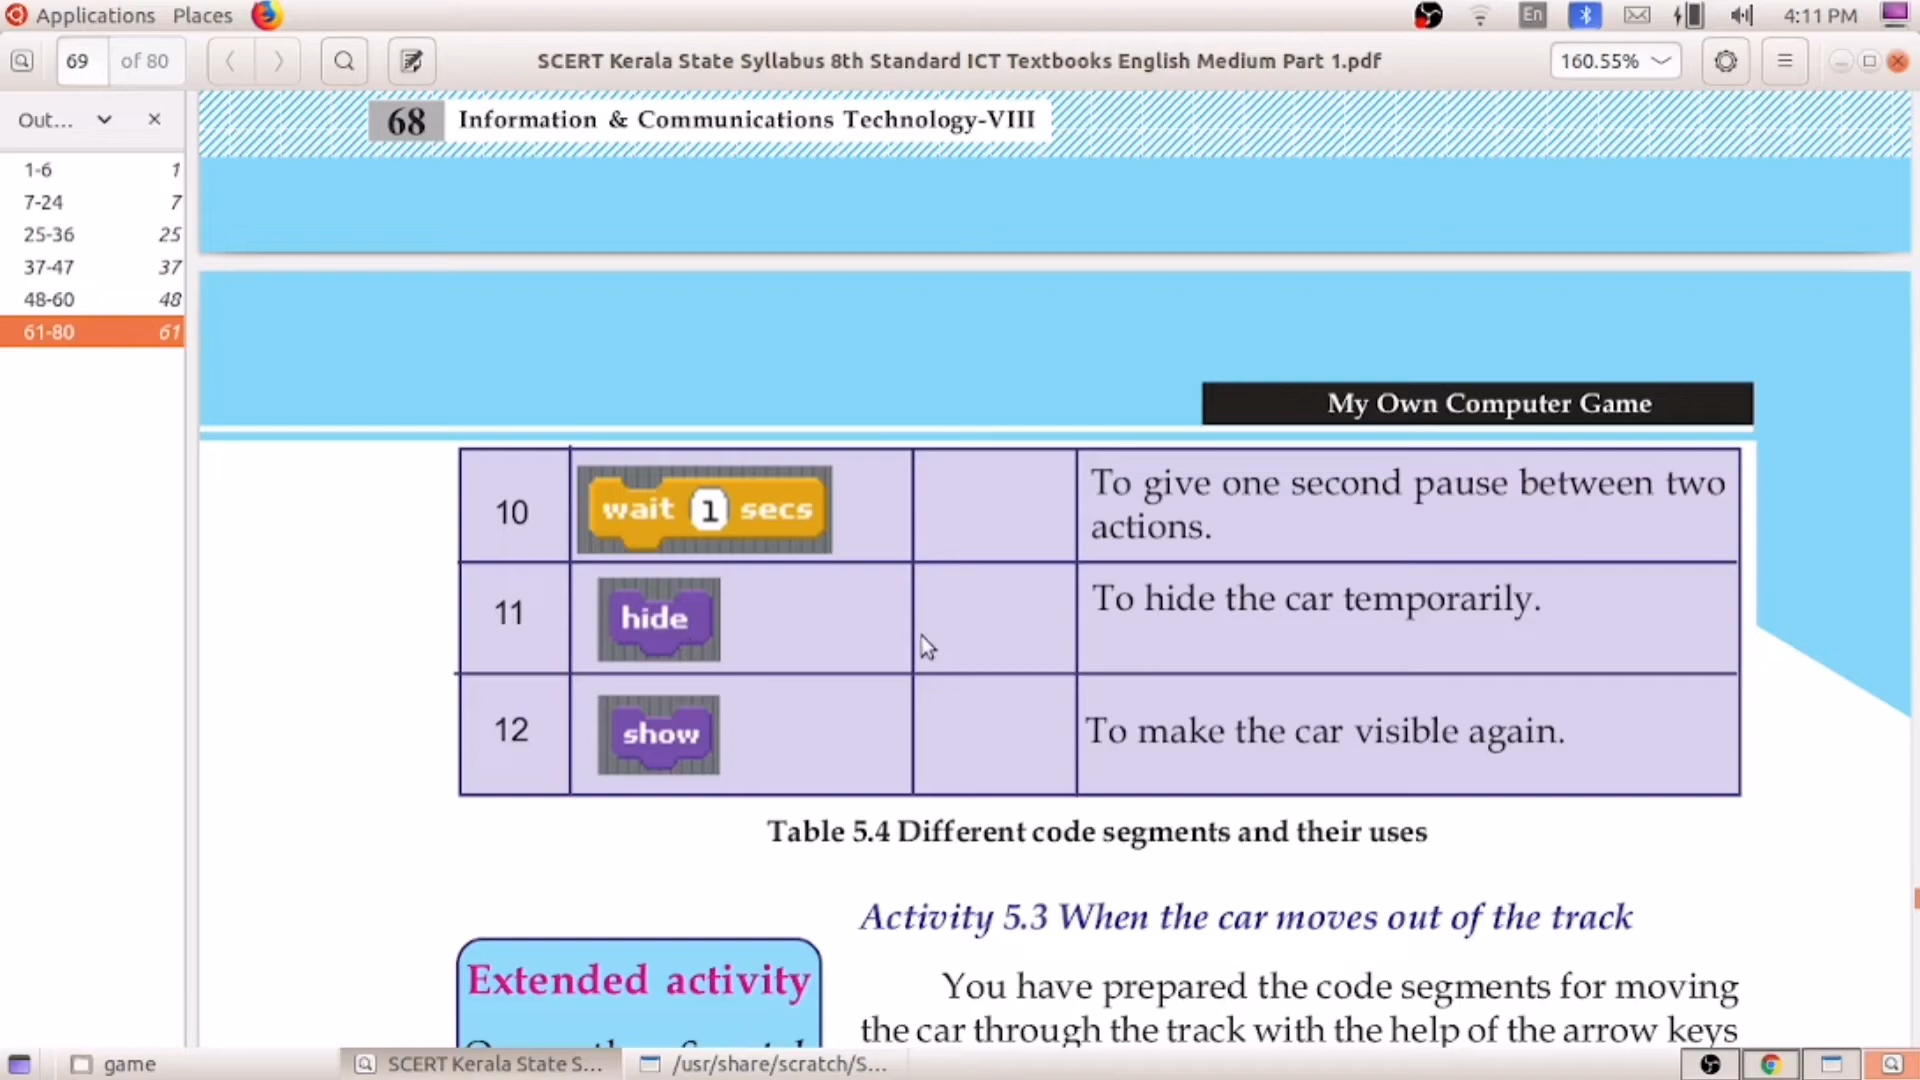 Applications Places En 4:11 PM
69 of 80 SCERT Kerala State Syllabus 8th Standard ICT Textbooks English Medium Part 1.pdf 160.55%
Out...
1-6 1
7-24 7
25-36 25
37-47 37
48-60 48
61-80 61
68 Information & Communications Technology-VIII
My Own Computer Game
10 wait 1 secs To give one second pause between two
actions.
11 hide To hide the car temporarily.
12 show To make the car visible again.
Table 5.4 Different code segments and their uses
Activity 5.3 When the car moves out of the track
Extended activity
You have prepared the code segments for moving
the car through the track with the help of the arrow keys
game SCERT Kerala State S... /usr/share/scratch/S...